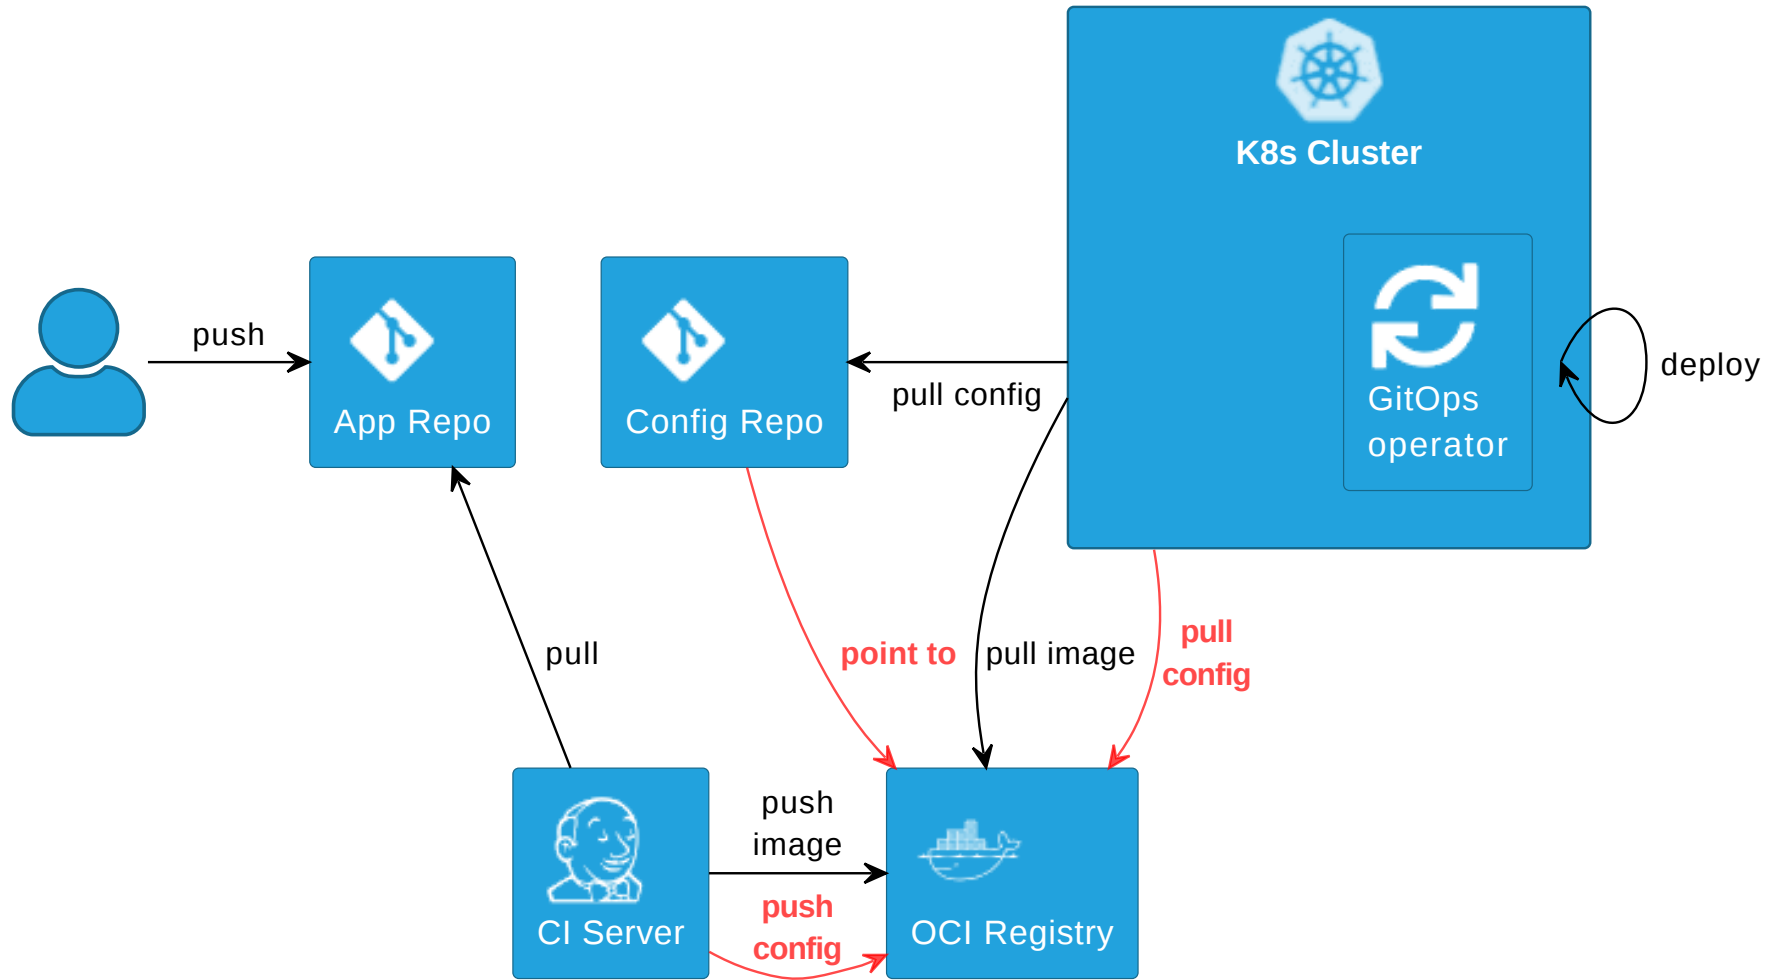 K8s Cluster
push
App Repo
Config Repo
pull config
GitOps
operator
deploy
pull
point to
pull image
pull
config
push
image
push
config
CI Server
OCI Registry